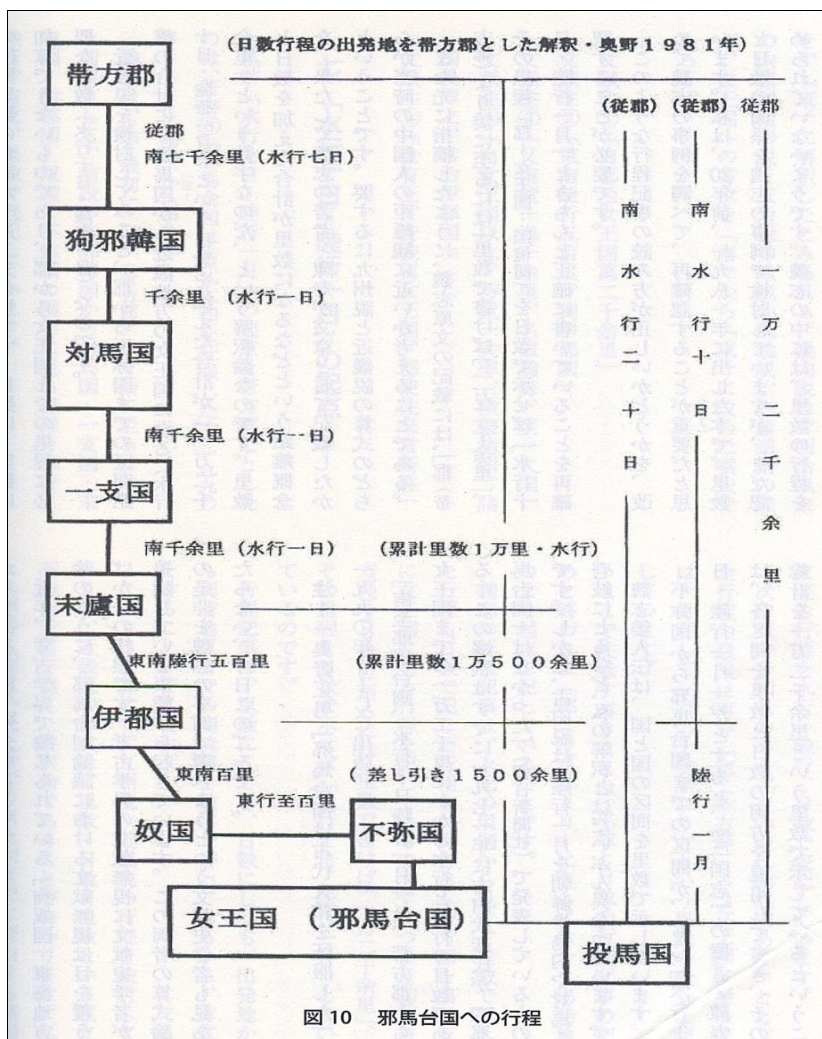 (日数行程の出発地を帯方郡とした解釈・奥野1981年)
帯方郡
従郡
南七千余里(水行七日)
狗邪韓国
千余里 (水行一日)
対馬国
南千余里(水行一日)
一支国
南千余里(水行一日)
(累計里数1万里・水行)
末廬国
東南陸行五百里
(累計里数1万500余里)
伊都国
東南百里
(差し引き1500余里)
奴国
東行至百里
不弥国
女王国 (邪馬台国)
投馬国
従郡 一万二千余里
(従郡) 南水行十日 陸行一月
(従郡) 南水行二十日
図10 邪馬台国への行程